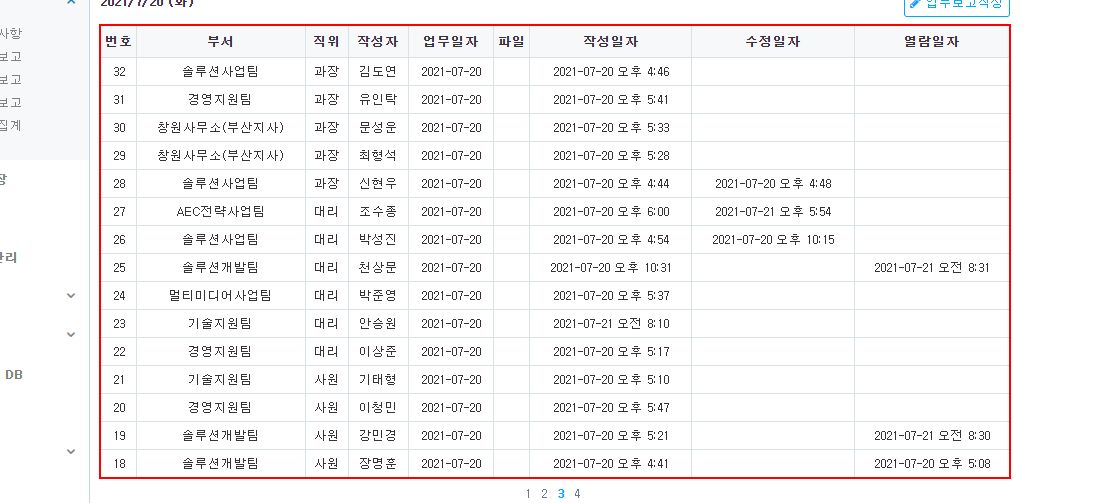 2021/7/20 (화)
업무보고작성
사항
보고
보고
보고
집계
장
관리
DB
번호 부서 직위 작성자 업무일자 파일 작성일자 수정일자 열람일자
32 솔루션사업팀 과장 김도연 2021-07-20 2021-07-20 오후 4:46
31 경영지원팀 과장 유인탁 2021-07-20 2021-07-20 오후 5:41
30 창원사무소(부산지사) 과장 문성운 2021-07-20 2021-07-20 오후 5:33
29 창원사무소(부산지사) 과장 최형석 2021-07-20 2021-07-20 오후 5:28
28 솔루션사업팀 과장 신현우 2021-07-20 2021-07-20 오후 4:44 2021-07-20 오후 4:48
27 AEC전략사업팀 대리 조수종 2021-07-20 2021-07-20 오후 6:00 2021-07-21 오후 5:54
26 솔루션사업팀 대리 박성진 2021-07-20 2021-07-20 오후 4:54 2021-07-20 오후 10:15
25 솔루션개발팀 대리 천상문 2021-07-20 2021-07-20 오후 10:31 2021-07-21 오전 8:31
24 멀티미디어사업팀 대리 박준영 2021-07-20 2021-07-20 오후 5:37
23 기술지원팀 대리 안승원 2021-07-20 2021-07-21 오전 8:10
22 경영지원팀 대리 이상준 2021-07-20 2021-07-20 오후 5:17
21 기술지원팀 사원 기태형 2021-07-20 2021-07-20 오후 5:10
20 경영지원팀 사원 이청민 2021-07-20 2021-07-20 오후 5:47
19 솔루션개발팀 사원 강민경 2021-07-20 2021-07-20 오후 5:21 2021-07-21 오전 8:30
18 솔루션개발팀 사원 장명훈 2021-07-20 2021-07-20 오후 4:41 2021-07-20 오후 5:08
1 2 3 4